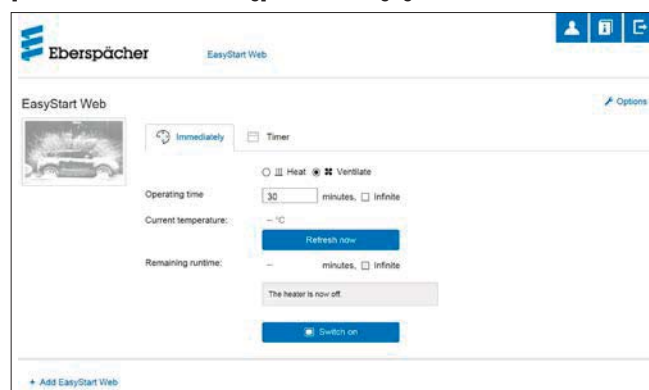 Eberspächer
EasyStart Web
EasyStart Web
Options
Immediately
Timer
Heat Ventilate
Operating time 30 minutes, Infinite
Current temperature: -- °C
Refresh now
Remaining runtime: -- minutes, Infinite
The heater is now off.
Switch on
+ Add EasyStart Web